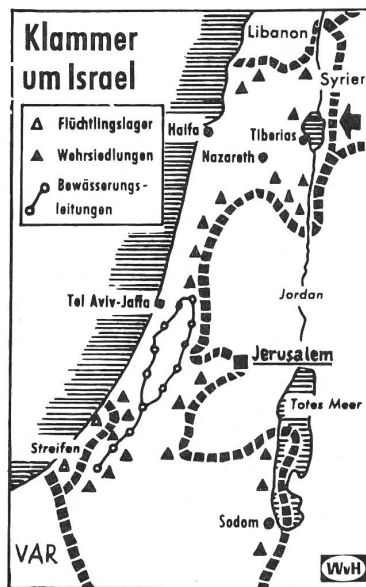 Klammer
um Israel
Flüchtlingslager
Wehrsiedlungen
Bewässerungs-
leitungen
Libanon
Syrier
Haifa
Tiberias
Nazareth
Tel Aviv-Jaffa
Jordan
Jerusalem
Totes Meer
Streifen
Sodom
VAR
WvH